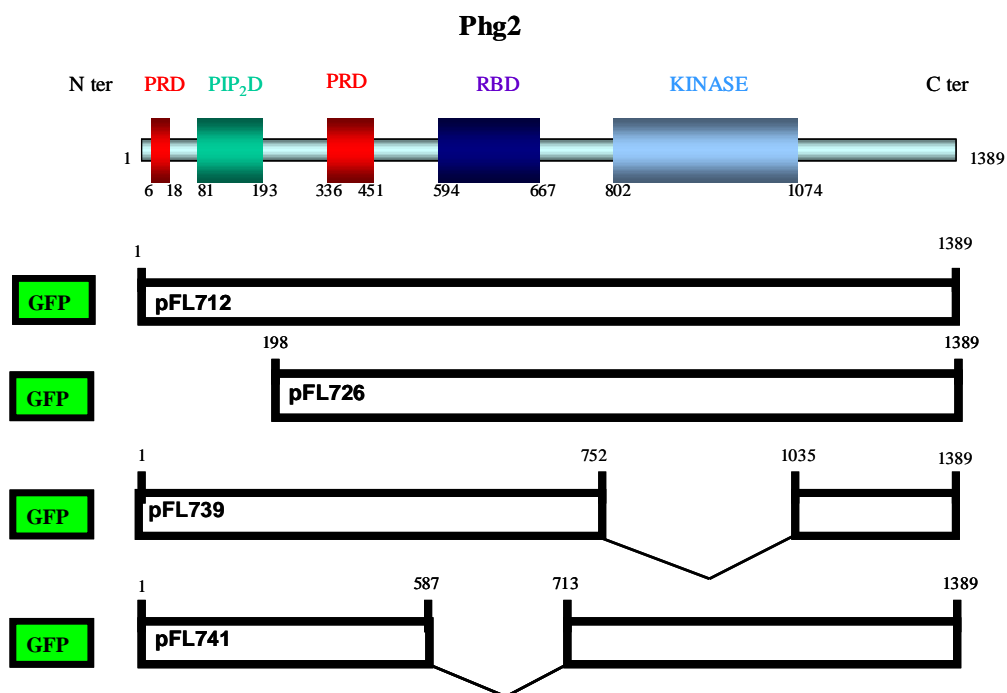 Phg2
N ter PRD PIP2D PRD RBD KINASE C ter
1 1389
6 18 81 193 336 451 594 667 802 1074
1 1389
GFP pFL712
198 1389
GFP pFL726
1 752 1035 1389
GFP pFL739
1 587 713 1389
GFP pFL741